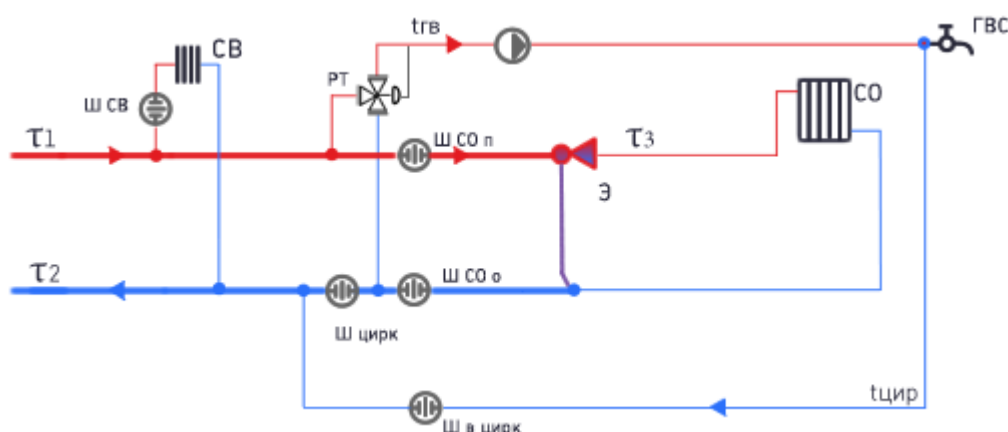 tгв
ГВС
СВ
РТ
Ш СВ
СО
τ1
Ш СО п
τ3
Э
τ2
Ш СО о
Ш цирк
tцир
Ш в цирк